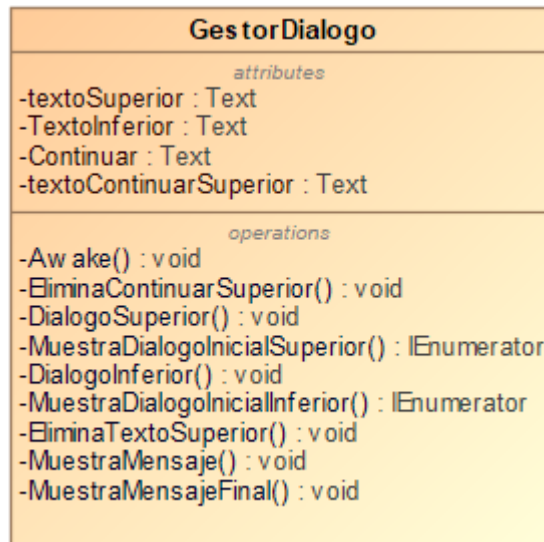 GestorDialogo
attributes
-textoSuperior : Text
-TextoInferior : Text
-Continuar : Text
-textoContinuarSuperior : Text
operations
-Awake() : void
-EliminaContinuarSuperior() : void
-DialogoSuperior() : void
-MuestraDialogoInicialSuperior() : IEnumerator
-DialogoInferior() : void
-MuestraDialogoInicialInferior() : IEnumerator
-EliminaTextoSuperior() : void
-MuestraMensaje() : void
-MuestraMensajeFinal() : void